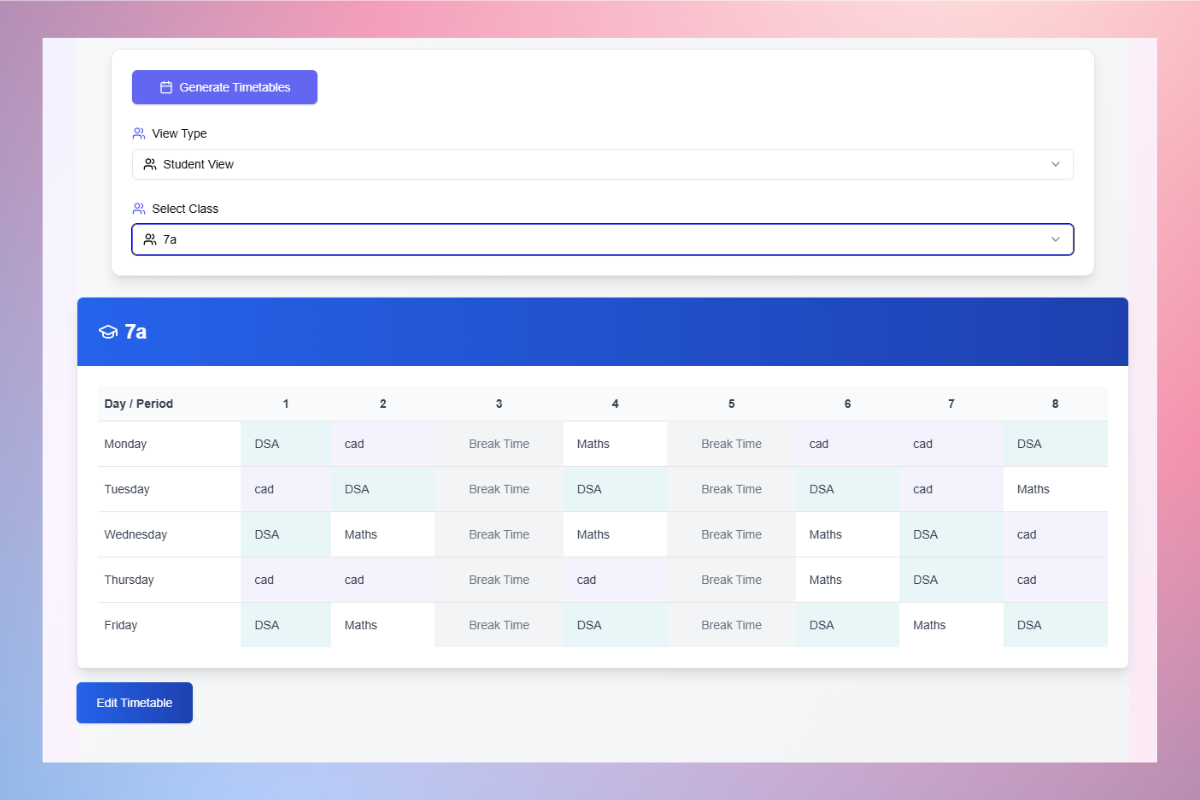 Generate Timetables
View Type
Student View
Select Class
7a
7a
Day / Period 1 2 3 4 5 6 7 8
Monday DSA cad Break Time Maths Break Time cad cad DSA
Tuesday cad DSA Break Time DSA Break Time DSA cad Maths
Wednesday DSA Maths Break Time Maths Break Time Maths DSA cad
Thursday cad cad Break Time cad Break Time Maths DSA cad
Friday DSA Maths Break Time DSA Break Time DSA Maths DSA
Edit Timetable